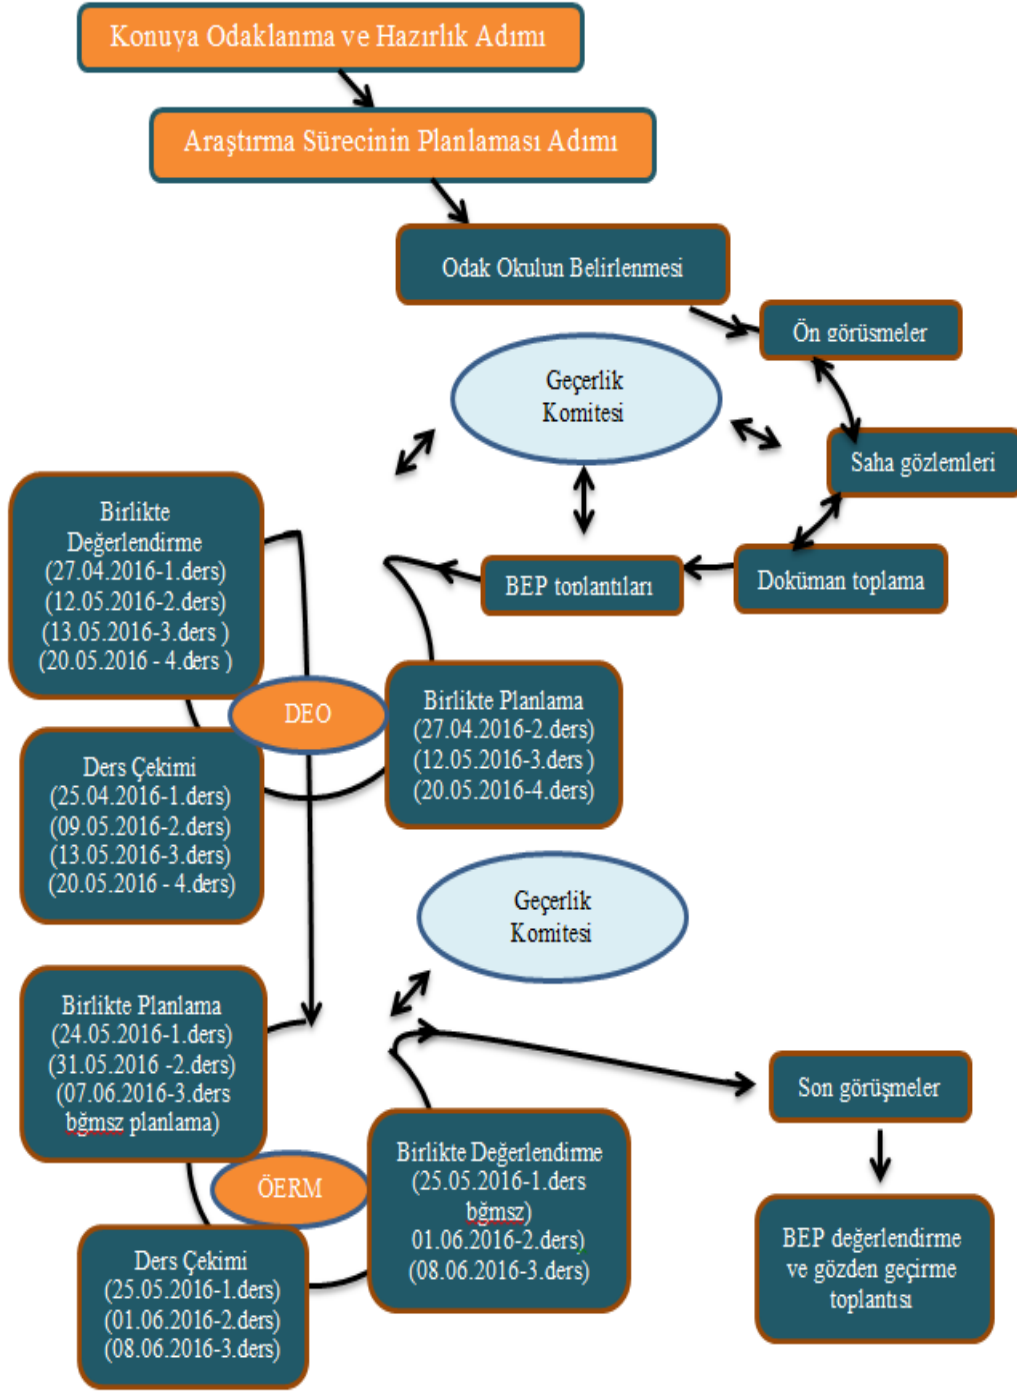 Konuya Odaklanma ve Hazırlık Adımı
Araştırma Sürecinin Planlaması Adımı
Odak Okulun Belirlenmesi
Ön görüsmeler
Geçerlik
Komitesi
Saha gözlemleri
Doküman toplama
BEP toplantıları
Birlikte
Değerlendirme
(27.04.2016-1.ders)
(12.05.2016-2.ders)
(13.05.2016-3.ders )
(20.05.2016 - 4.ders )
DEO
Birlikte Planlama
(27.04.2016-2.ders)
(12.05.2016-3.ders )
(20.05.2016-4.ders)
Ders Çekimi
(25.04.2016-1.ders)
(09.05.2016-2.ders)
(13.05.2016-3.ders)
(20.05.2016 - 4.ders)
Geçerlik
Komitesi
Birlikte Planlama
(24.05.2016-1.ders)
(31.05.2016 -2.ders)
(07.06.2016-3.ders
bğmsz planlama)
Son görüşmeler
ÖERM
Birlikte Değerlendirme
(25.05.2016-1.ders
bğmsz)
01.06.2016-2.ders)
(08.06.2016-3.ders)
Ders Çekimi
(25.05.2016-1.ders)
(01.06.2016-2.ders)
(08.06.2016-3.ders)
BEP değerlendirme
ve gözden geçirme
toplantısı